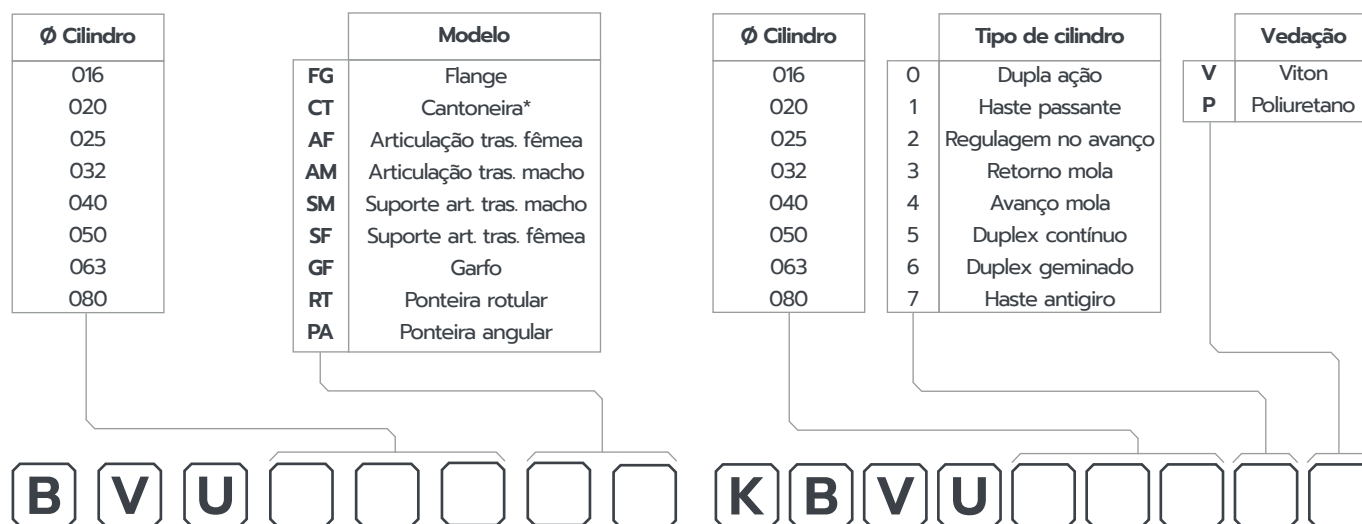 Ø Cilindro
016
020
025
032
040
050
063
080
Modelo
FG Flange
CT Cantoneira*
AF Articulação tras. fêmea
AM Articulação tras. macho
SM Suporte art. tras. macho
SF Suporte art. tras. fêmea
GF Garfo
RT Ponteira rotular
PA Ponteira angular
B V U
Ø Cilindro
016
020
025
032
040
050
063
080
Tipo de cilindro
0 Dupla ação
1 Haste passante
2 Regulagem no avanço
3 Retorno mola
4 Avanço mola
5 Duplex contínuo
6 Duplex geminado
7 Haste antigiro
Vedação
V Viton
P Poliuretano
K B V U